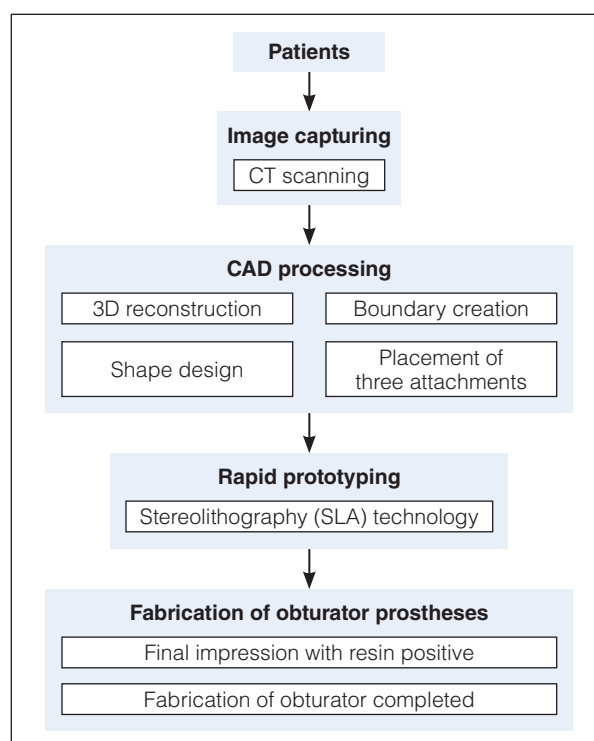 Patients
Image capturing
CT scanning
CAD processing
3D reconstruction
Boundary creation
Shape design
Placement of
three attachments
Rapid prototyping
Stereolithography (SLA) technology
Fabrication of obturator prostheses
Final impression with resin positive
Fabrication of obturator completed